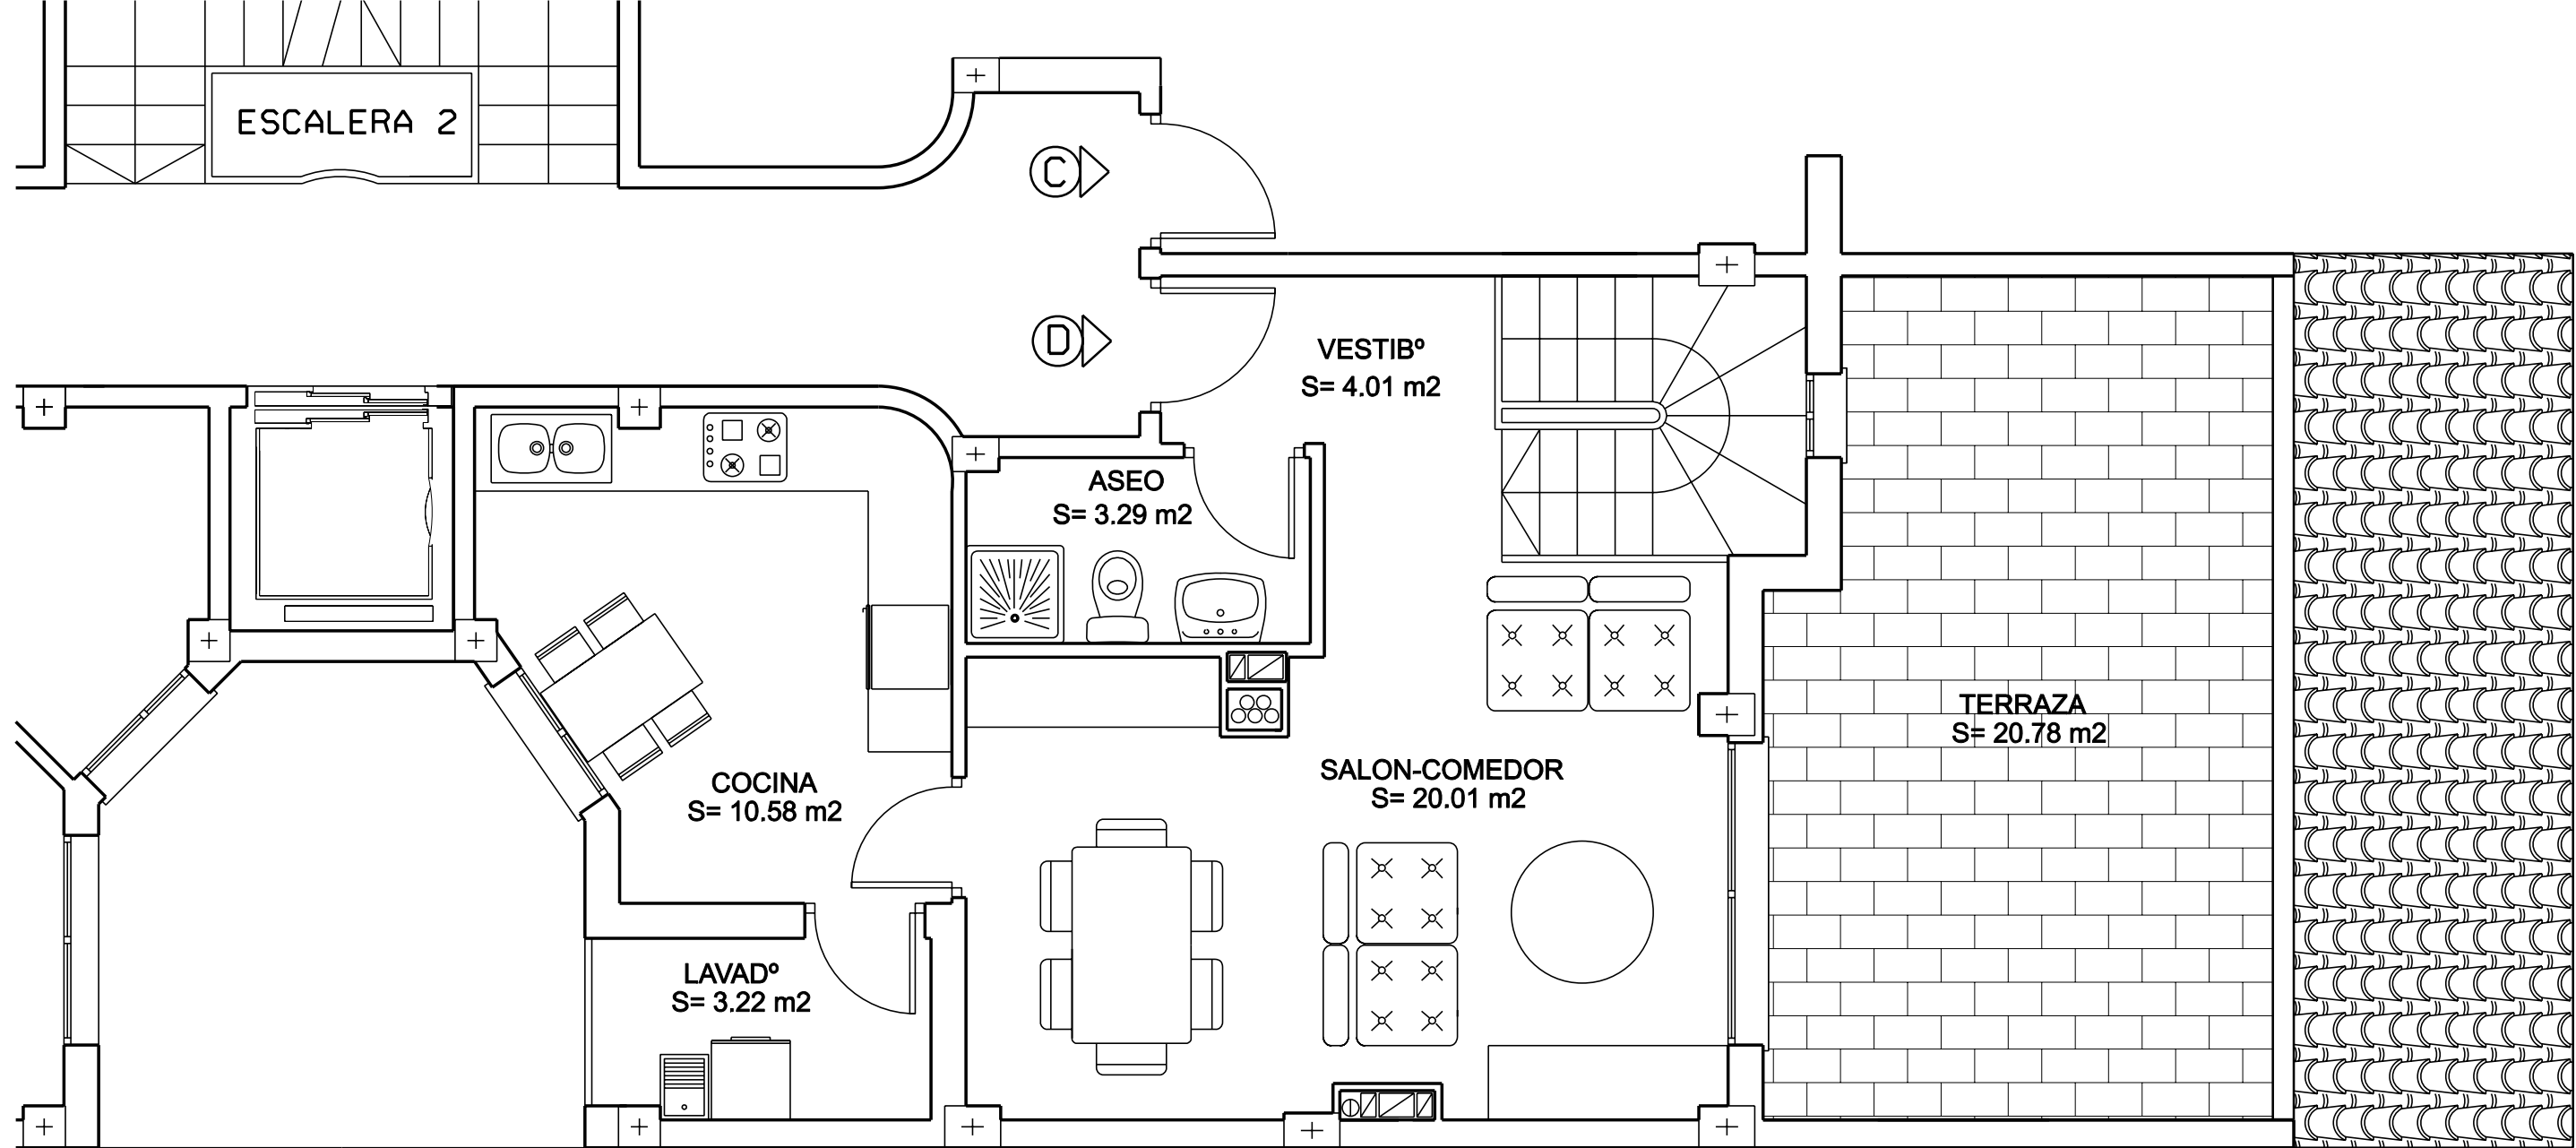 ESCALERA 2
C
D
VESTIBº
S= 4.01 m2
ASEO
S= 3.29 m2
TERRAZA
S= 20.78 m2
COCINA
S= 10.58 m2
SALON-COMEDOR
S= 20.01 m2
LAVADº
S= 3.22 m2